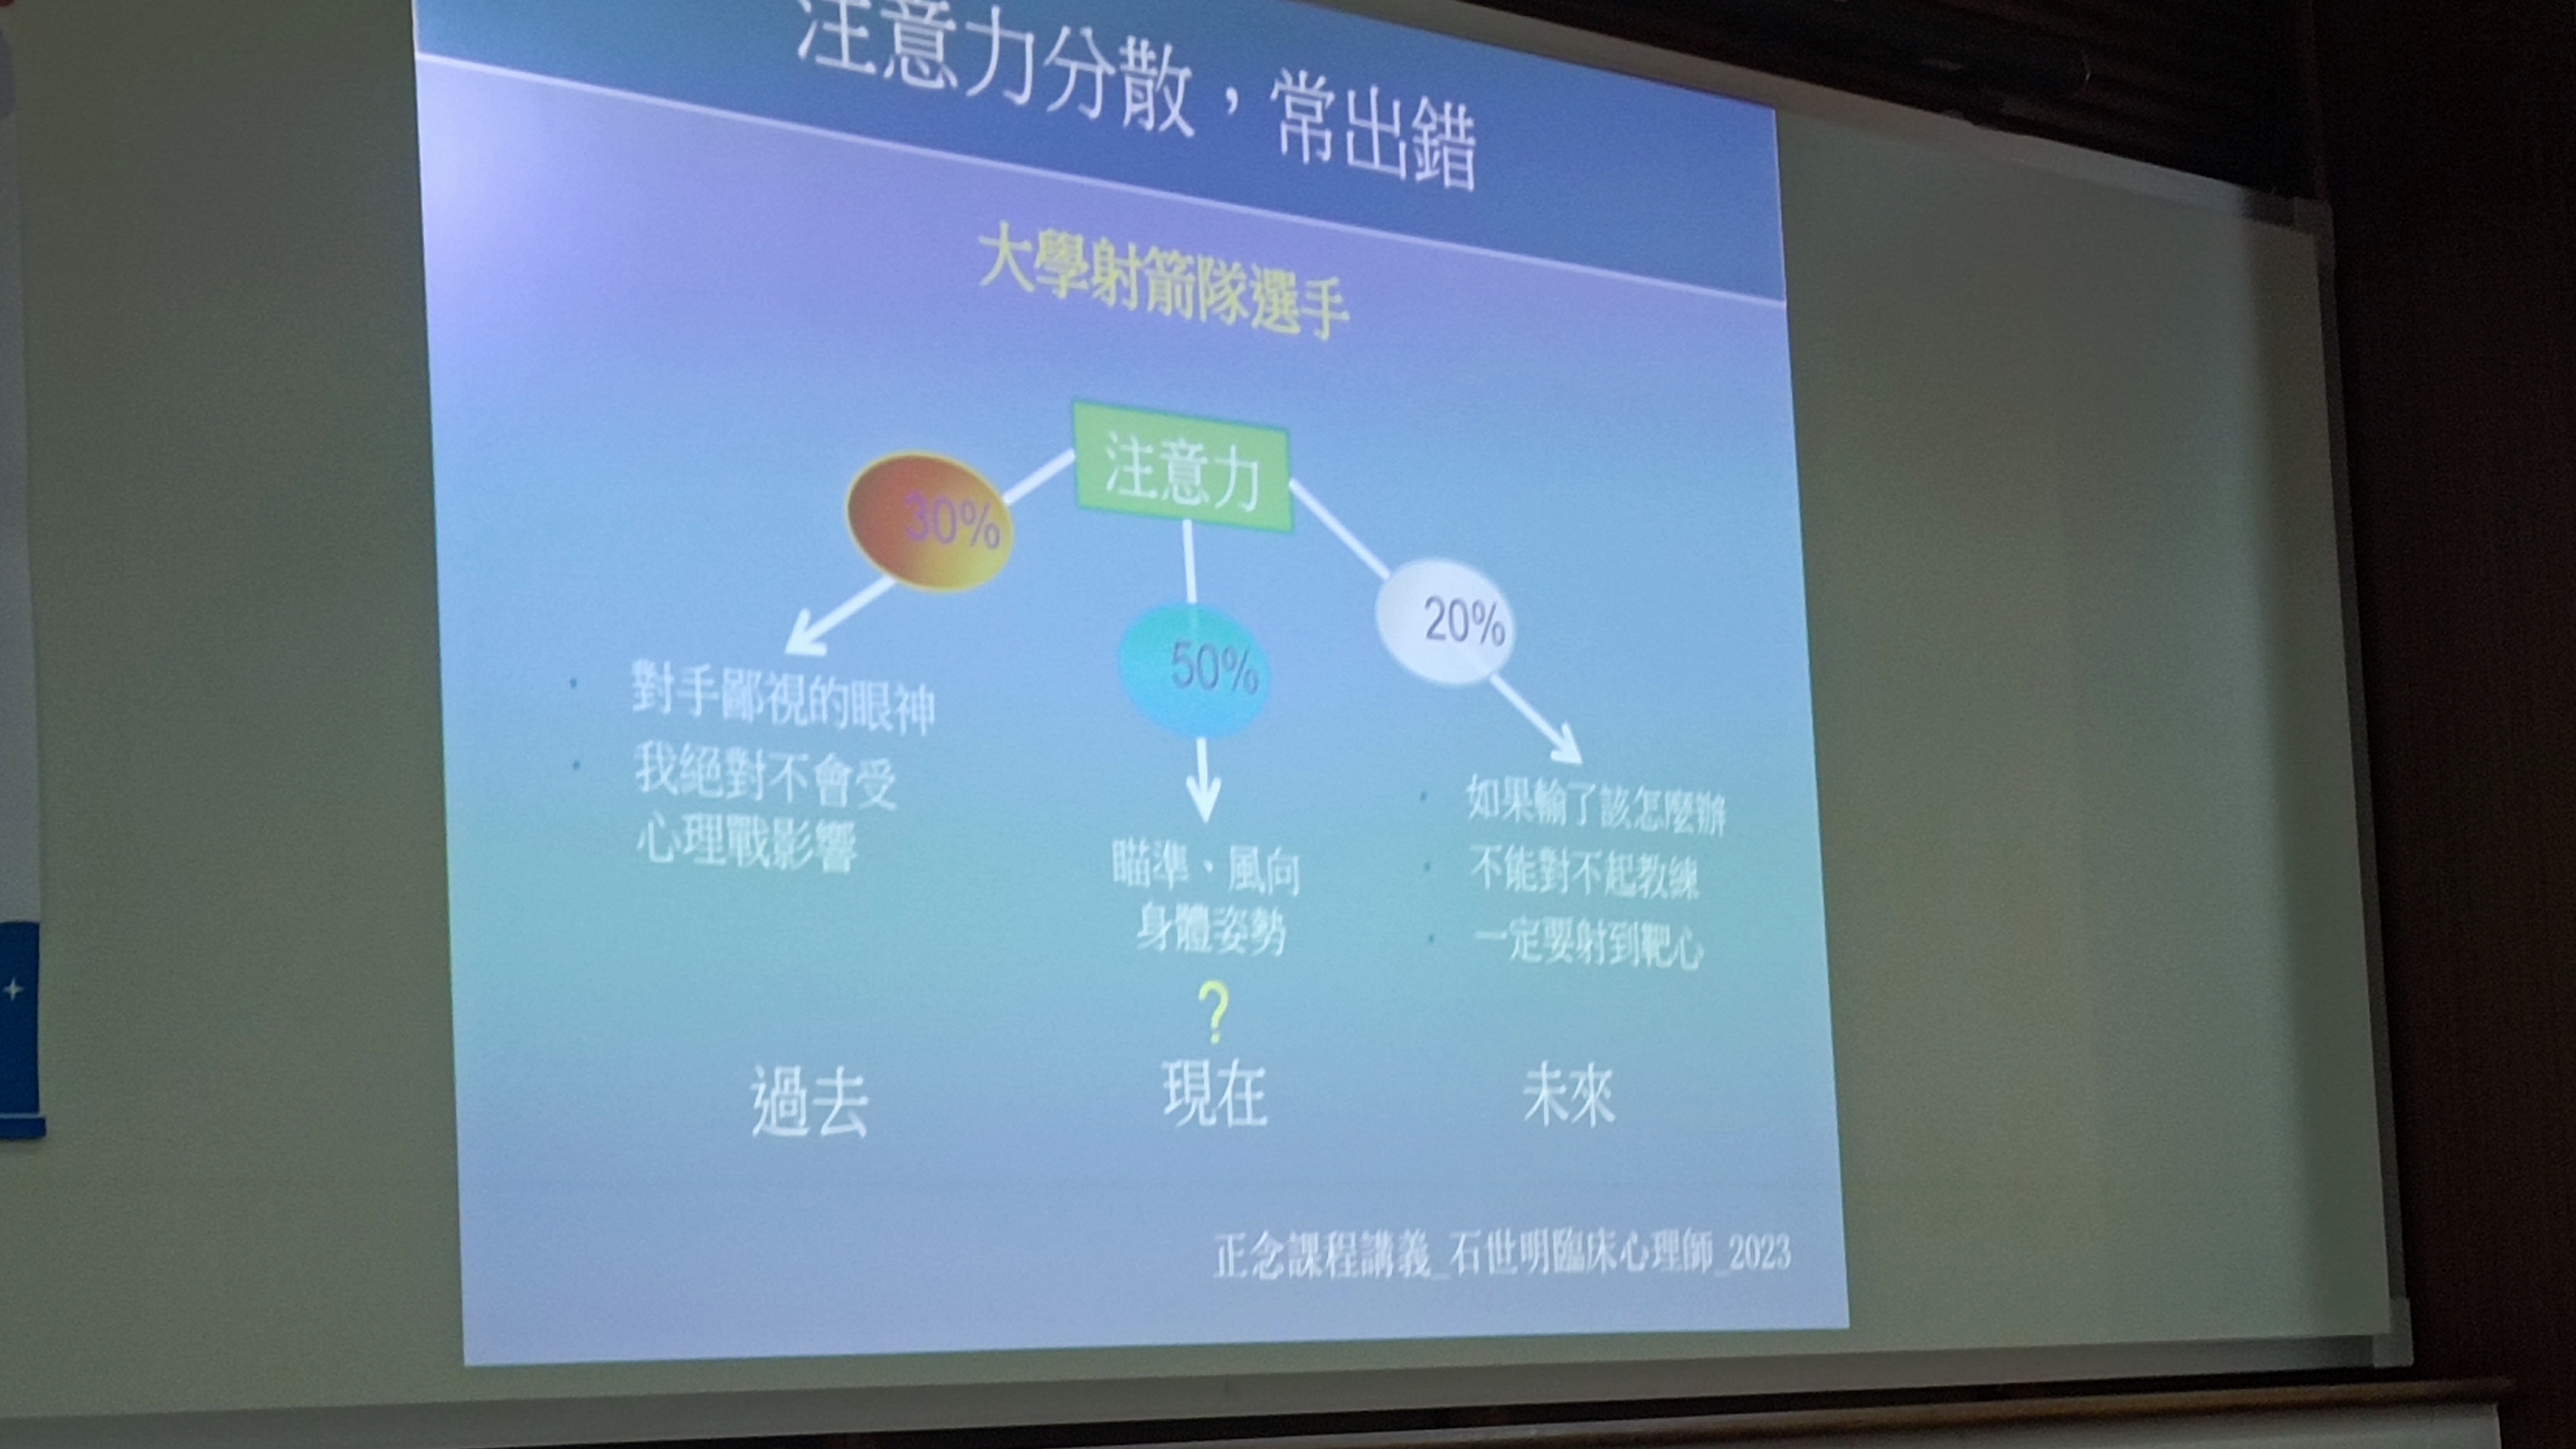 注意力分散，常出錯
大學射箭隊選手
注意力
30%
50%
20%
對手鄙視的眼神
我絕對不會受
心理戰影響
瞄準、風向
身體姿勢
?
如果輸了該怎麼辦
不能對不起教練
一定要射到靶心
過去
現在
未來
正念課程講義_石世明臨床心理師_2023